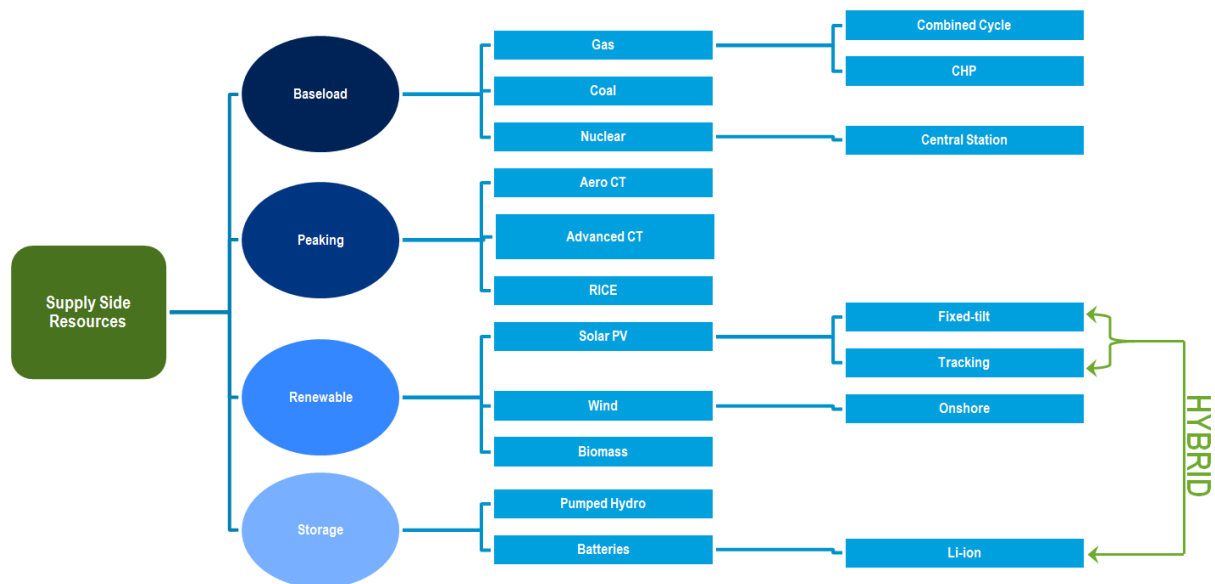 Supply Side
Resources
Baseload
Gas
Combined Cycle
CHP
Coal
Nuclear
Central Station
Peaking
Aero CT
Advanced CT
RICE
Renewable
Solar PV
Fixed-tilt
Tracking
Wind
Onshore
Biomass
Storage
Pumped Hydro
Batteries
Li-ion
HYBRID